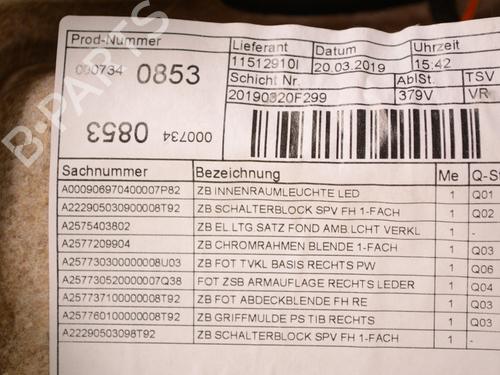 Prod-Nummer Lieferant Datum Uhrzeit
11512910I 20.03.2019 15:42
000734 0853 Schicht Nr. AblSt. TSV
20190320F299 379V VR
000734 0853
Sachnummer Bezeichnung Me Q-St
A000906970400007P82 ZB INNENRAUMLEUCHTE LED 1 Q01
A222905030900008T92 ZB SCHALTERBLOCK SPV FH 1-FACH 1 Q02
A2575403802 ZB EL LTG SATZ FOND AMB.LCHT VERKL 1 -
A2577209904 ZB CHROMRAHMEN BLENDE 1-FACH 1 Q03
A257730300000008U03 ZB FOT TVKL BASIS RECHTS PW 1 Q06
A257730520000007Q38 FOT ZSB ARMAUFLAGE RECHTS LEDER 1 Q04
A257737100000008T92 ZB FOT ABDECKBLENDE FH RE 1 Q03
A257760100000008T92 ZB GRIFFMULDE PS TIB RECHTS 1 Q03
A22290503098T92 ZB SCHALTERBLOCK SPV FH 1-FACH 1 -
B-PARTS